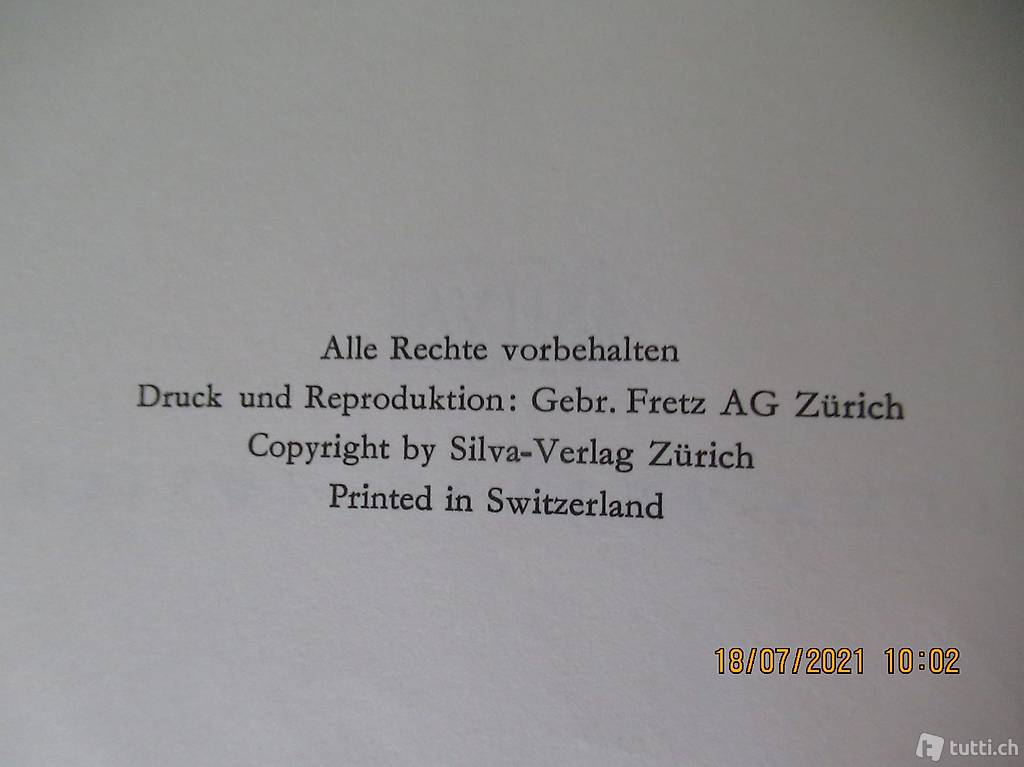 Alle Rechte vorbehalten
Druck und Reproduktion: Gebr. Fretz AG Zürich
Copyright by Silva-Verlag Zürich
Printed in Switzerland
18/07/2021 10:02
tutti.ch